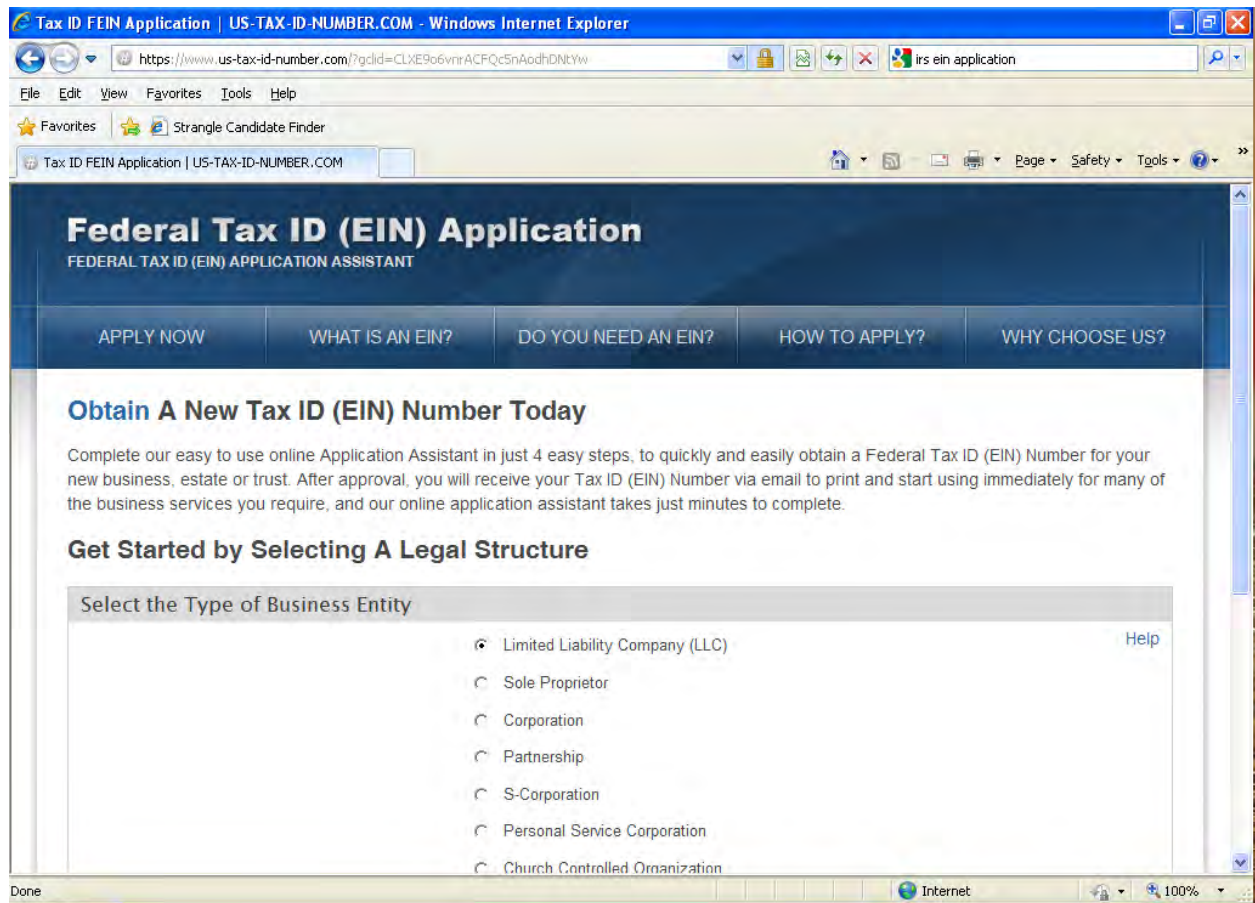 Tax ID FEIN Application | US-TAX-ID-NUMBER.COM - Windows Internet Explorer
https://www.us-tax-id-number.com/?gclid=CLXE9o6vnrACFQc5nAodhDNtYw irs ein application
File Edit View Favorites Tools Help
Favorites Strangle Candidate Finder
Tax ID FEIN Application | US-TAX-ID-NUMBER.COM Page Safety Tools
Federal Tax ID (EIN) Application
FEDERAL TAX ID (EIN) APPLICATION ASSISTANT
APPLY NOW WHAT IS AN EIN? DO YOU NEED AN EIN? HOW TO APPLY? WHY CHOOSE US?
Obtain A New Tax ID (EIN) Number Today
Complete our easy to use online Application Assistant in just 4 easy steps, to quickly and easily obtain a Federal Tax ID (EIN) Number for your
new business, estate or trust. After approval, you will receive your Tax ID (EIN) Number via email to print and start using immediately for many of
the business services you require, and our online application assistant takes just minutes to complete.
Get Started by Selecting A Legal Structure
Select the Type of Business Entity
Limited Liability Company (LLC) Help
Sole Proprietor
Corporation
Partnership
S-Corporation
Personal Service Corporation
Church Controlled Organization
Done Internet 100%